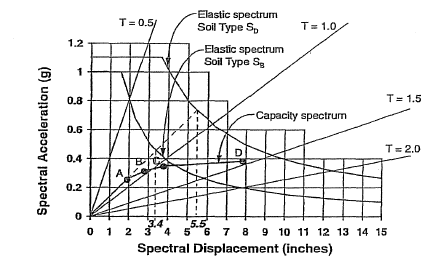 T = 0.5
Elastic spectrum
Soil Type SD
T = 1.0
Elastic spectrum
Soil Type SB
1.2
1
0.8
0.6
0.4
0.2
0
Spectral Acceleration (g)
Capacity spectrum
T = 1.5
T = 2.0
A
B
C
D
3.4
5.5
0 1 2 3 4 5 6 7 8 9 10 11 12 13 14 15
Spectral Displacement (inches)